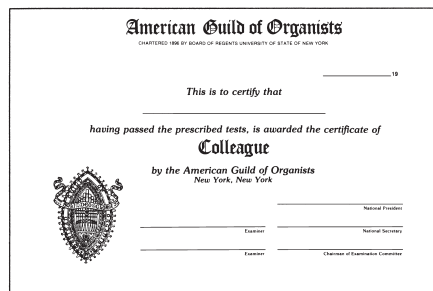 American Guild of Organists
CHARTERED 1896 BY BOARD OF REGENTS UNIVERSITY OF STATE OF NEW YORK
19
This is to certify that
having passed the prescribed tests, is awarded the certificate of
Colleague
by the American Guild of Organists
New York, New York
National President
Examiner National Secretary
Examiner Chairman of Examination Committee